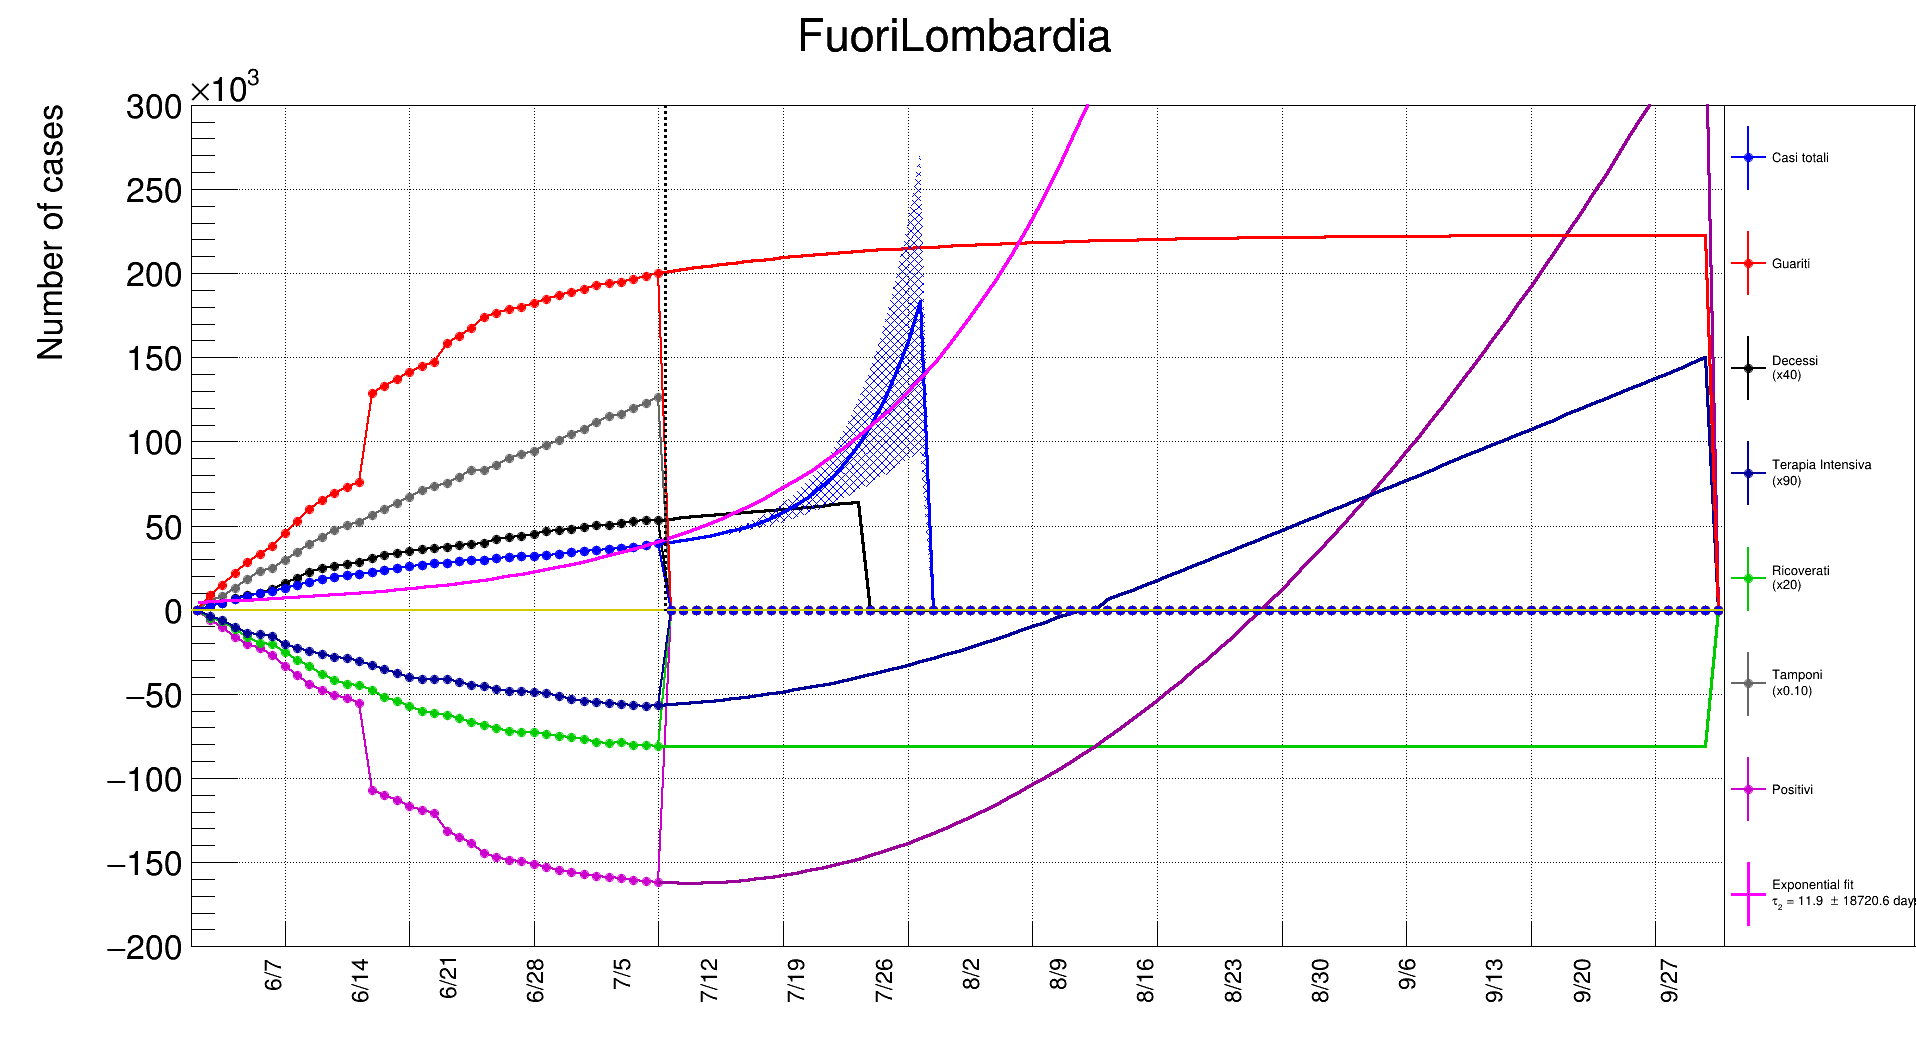 FuoriLombardia
×10³
Number of cases
300
250
200
150
100
50
0
−50
−100
−150
−200
6/7
6/14
6/21
6/28
7/5
7/12
7/19
7/26
8/2
8/9
8/16
8/23
8/30
9/6
9/13
9/20
9/27
Casi totali
Guariti
Decessi
(x40)
Terapia Intensiva
(x90)
Ricoverati
(x20)
Tamponi
(x0.10)
Positivi
Exponential fit
τ₂ = 11.9 ± 18720.6 days